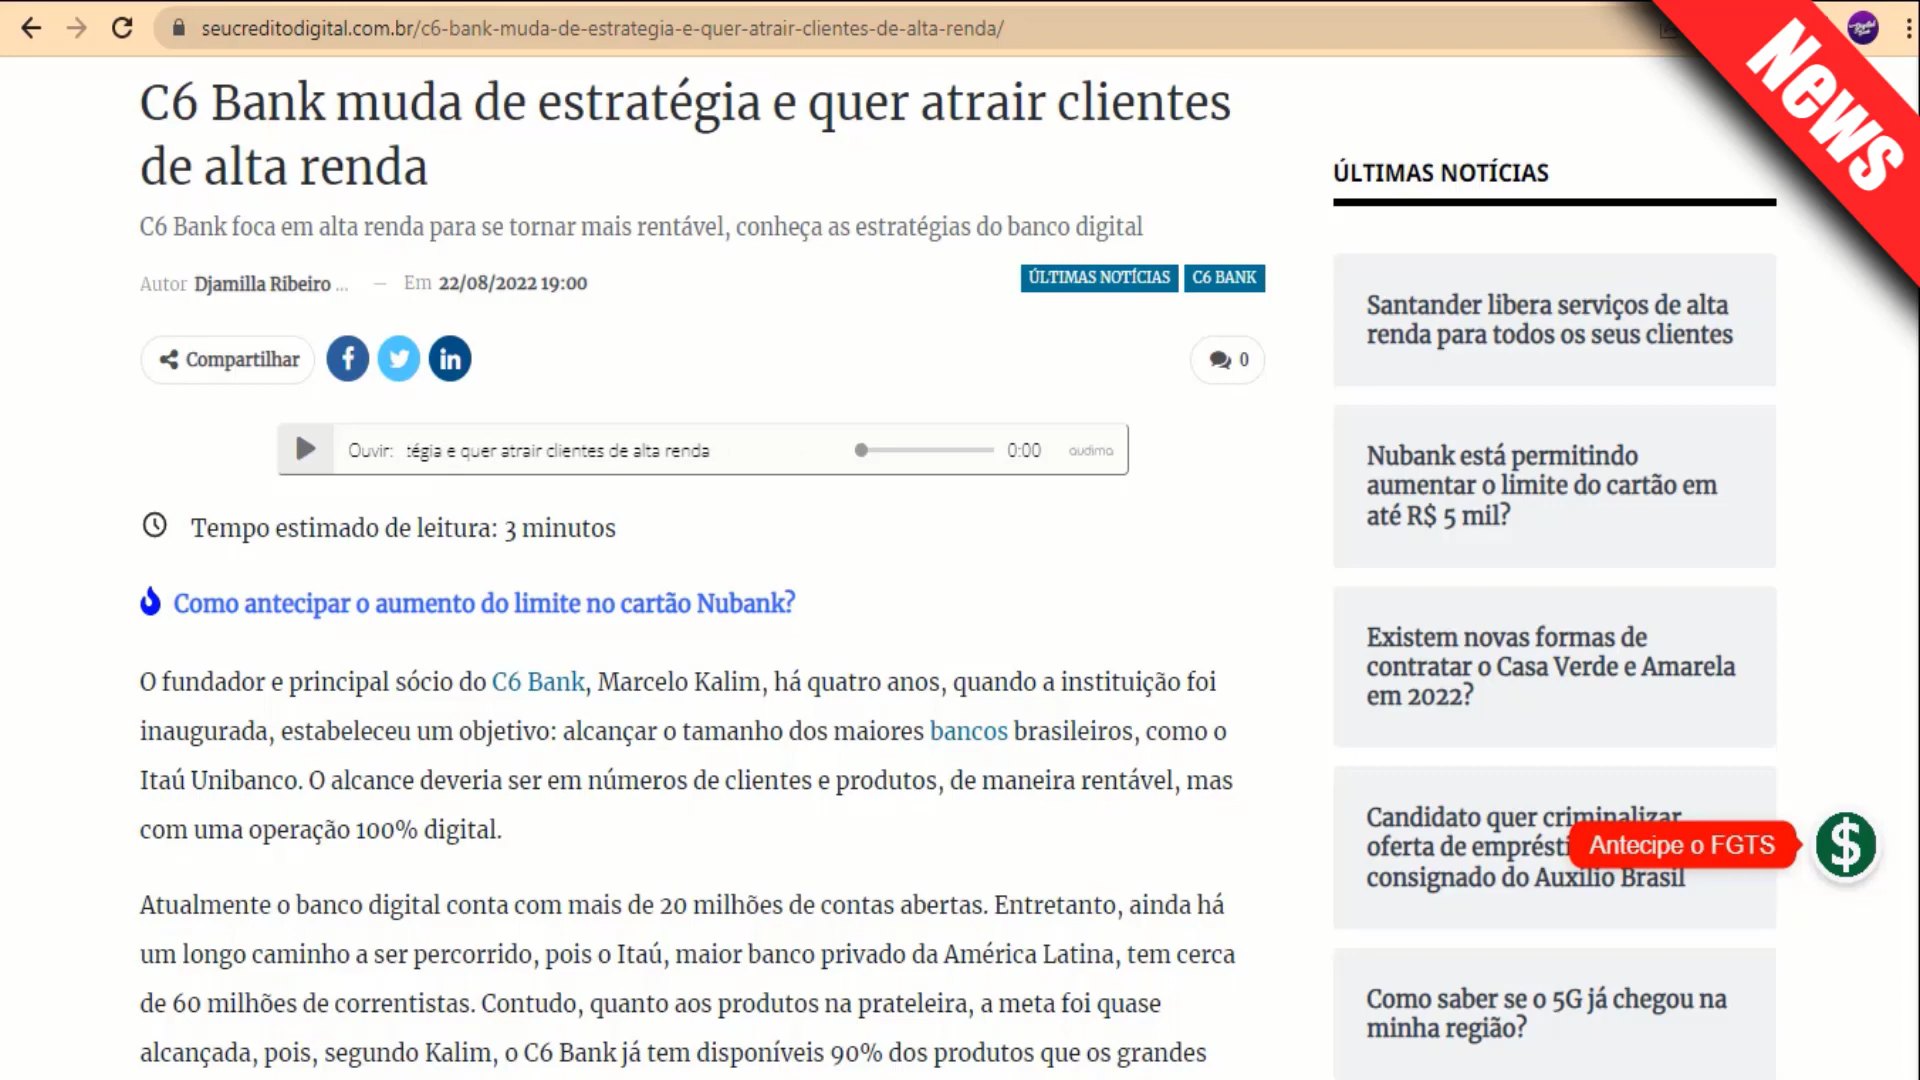 seucreditodigital.com.br/c6-bank-muda-de-estrategia-e-quer-atrair-clientes-de-alta-renda/
News
C6 Bank muda de estratégia e quer atrair clientes
de alta renda
C6 Bank foca em alta renda para se tornar mais rentável, conheça as estratégias do banco digital
Autor Djamilla Ribeiro ... — Em 22/08/2022 19:00
ÚLTIMAS NOTÍCIAS C6 BANK
Compartilhar
0
Ouvir: tégia e quer atrair clientes de alta renda 0:00 audima
Tempo estimado de leitura: 3 minutos
Como antecipar o aumento do limite no cartão Nubank?
O fundador e principal sócio do C6 Bank, Marcelo Kalim, há quatro anos, quando a instituição foi
inaugurada, estabeleceu um objetivo: alcançar o tamanho dos maiores bancos brasileiros, como o
Itaú Unibanco. O alcance deveria ser em números de clientes e produtos, de maneira rentável, mas
com uma operação 100% digital.
Atualmente o banco digital conta com mais de 20 milhões de contas abertas. Entretanto, ainda há
um longo caminho a ser percorrido, pois o Itaú, maior banco privado da América Latina, tem cerca
de 60 milhões de correntistas. Contudo, quanto aos produtos na prateleira, a meta foi quase
alcançada, pois, segundo Kalim, o C6 Bank já tem disponíveis 90% dos produtos que os grandes
ÚLTIMAS NOTÍCIAS
Santander libera serviços de alta
renda para todos os seus clientes
Nubank está permitindo
aumentar o limite do cartão em
até R$ 5 mil?
Existem novas formas de
contratar o Casa Verde e Amarela
em 2022?
Candidato quer criminalizar
oferta de emprésti
consignado do Auxílio Brasil
Antecipe o FGTS
$
Como saber se o 5G já chegou na
minha região?